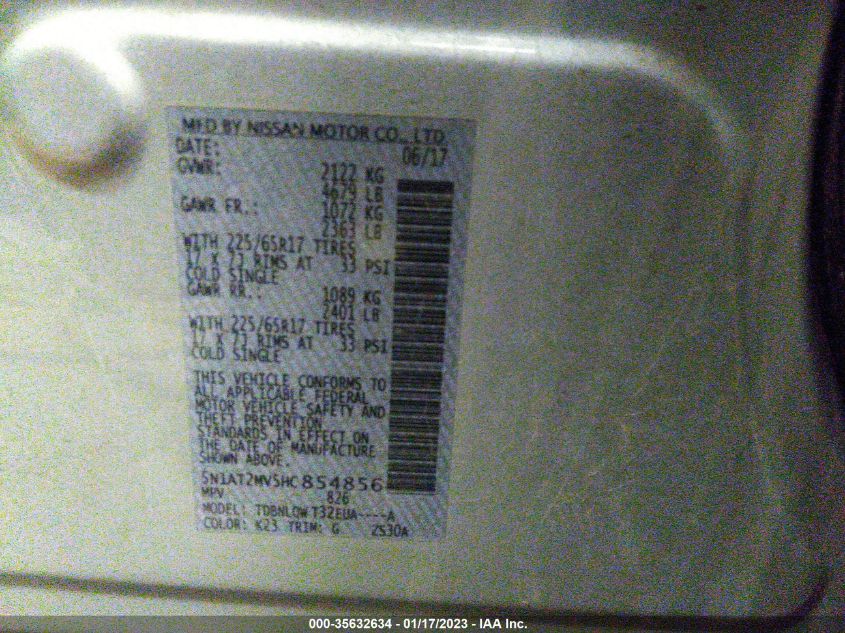 MFD BY NISSAN MOTOR CO., LTD
DATE: 06/17
GVWR: 2122 KG
4679 LB
GAWR FR.: 1072 KG
2363 LB
WITH 225/65R17 TIRES
17 X 7J RIMS AT 33 PSI
COLD SINGLE
GAWR RR.: 1089 KG
2401 LB
WITH 225/65R17 TIRES
17 X 7J RIMS AT 33 PSI
COLD SINGLE
THIS VEHICLE CONFORMS TO
ALL APPLICABLE FEDERAL
MOTOR VEHICLE SAFETY AND
THEFT PREVENTION
STANDARDS IN EFFECT ON
THE DATE OF MANUFACTURE
SHOWN ABOVE.
5N1AT2MV5HC854856
MPV 826
MODEL: TDBNLQW T32EUA----A
COLOR: K23 TRIM: G 2S30A
000-35632634 - 01/17/2023 - IAA Inc.